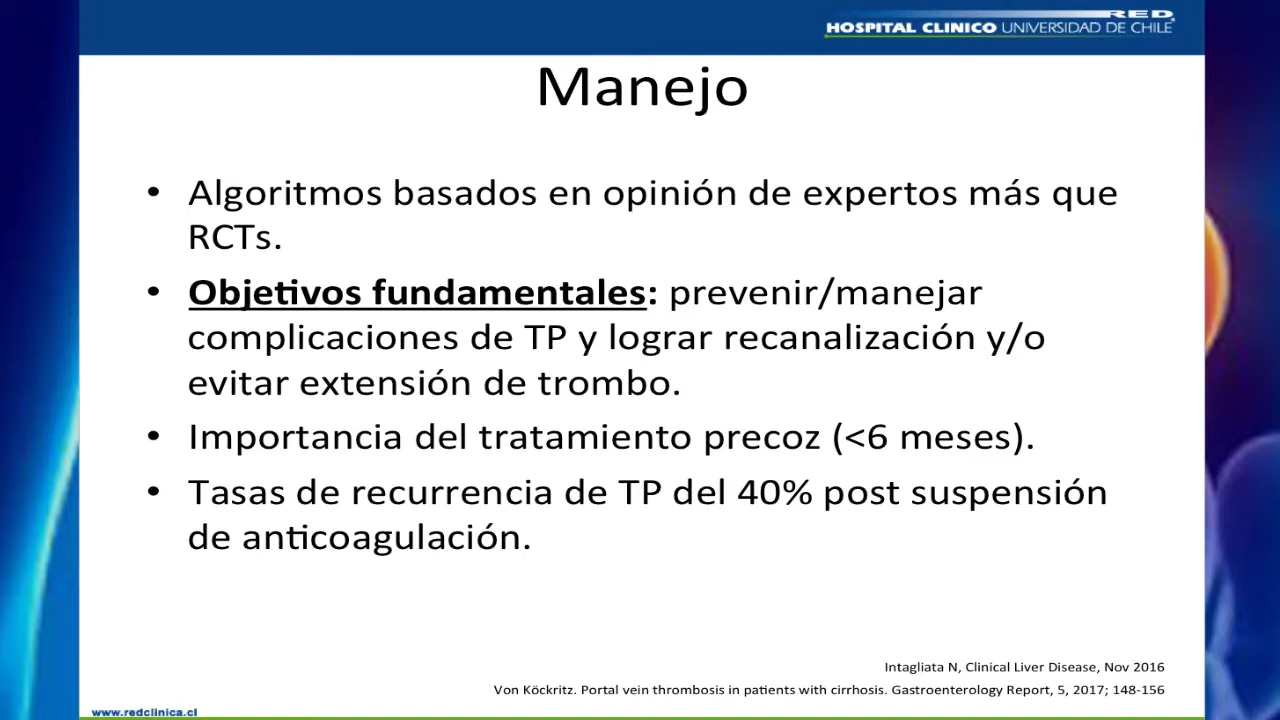 RED
HOSPITAL CLINICO UNIVERSIDAD DE CHILE
Manejo
• Algoritmos basados en opinión de expertos más que
RCTs.
• Objetivos fundamentales: prevenir/manejar
complicaciones de TP y lograr recanalización y/o
evitar extensión de trombo.
• Importancia del tratamiento precoz (<6 meses).
• Tasas de recurrencia de TP del 40% post suspensión
de anticoagulación.
Intagliata N, Clinical Liver Disease, Nov 2016
Von Köckritz. Portal vein thrombosis in patients with cirrhosis. Gastroenterology Report, 5, 2017; 148-156
www.redclinica.cl